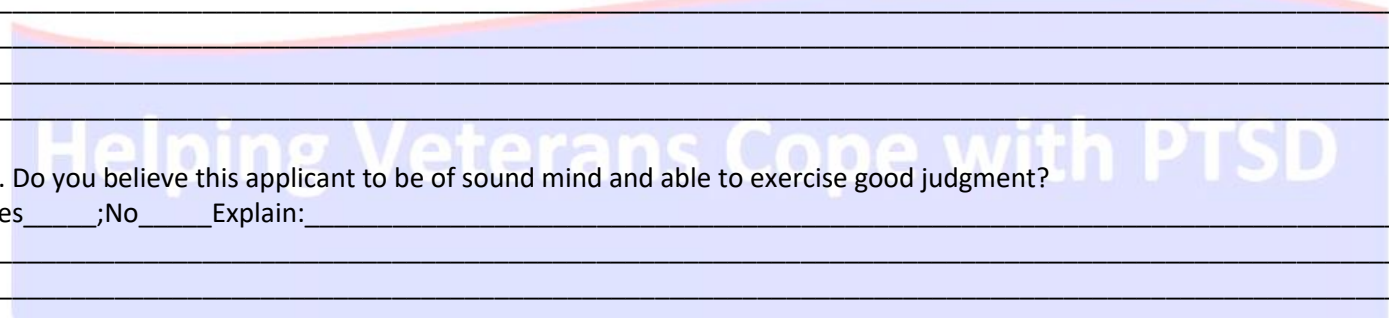 Helping Veterans Cope with PTSD
. Do you believe this applicant to be of sound mind and able to exercise good judgment?
es_____;No_____Explain:__________________________________________________________________________